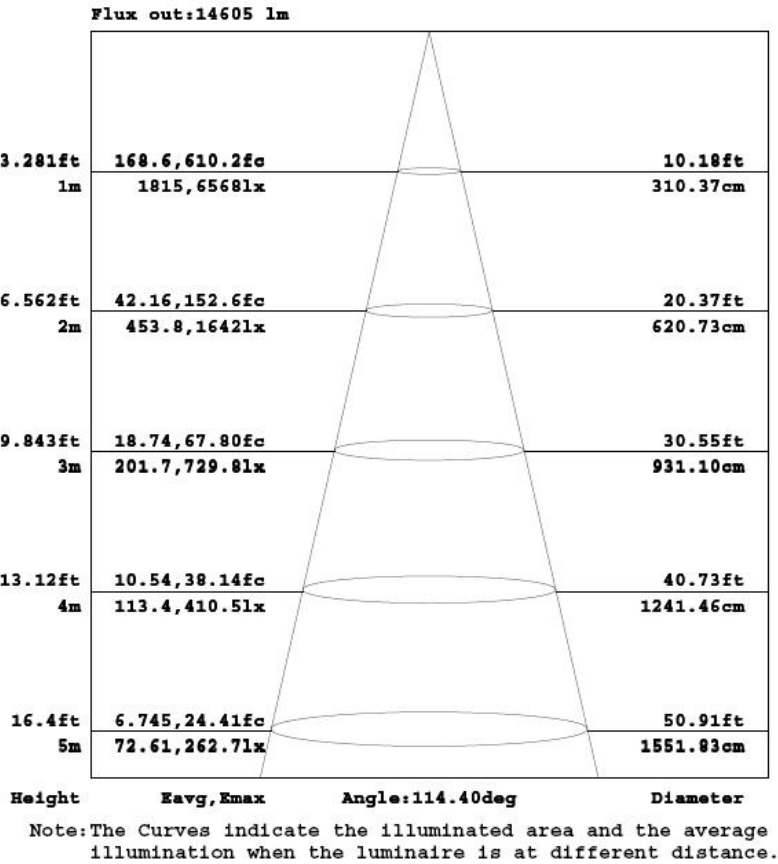 Flux out:14605 lm
3.281ft 168.6,610.2fc 10.18ft
1m 1815,6568lx 310.37cm
6.562ft 42.16,152.6fc 20.37ft
2m 453.8,1642lx 620.73cm
9.843ft 18.74,67.80fc 30.55ft
3m 201.7,729.8lx 931.10cm
13.12ft 10.54,38.14fc 40.73ft
4m 113.4,410.5lx 1241.46cm
16.4ft 6.745,24.41fc 50.91ft
5m 72.61,262.7lx 1551.83cm
Height Eavg,Emax Angle:114.40deg Diameter
Note:The Curves indicate the illuminated area and the average
illumination when the luminaire is at different distance.